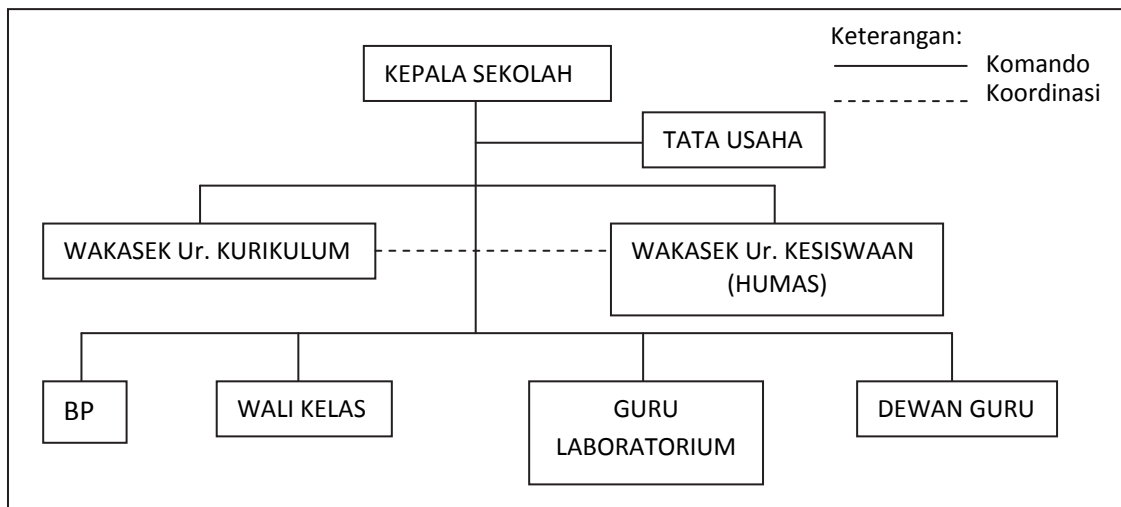 Keterangan:
Komando
Koordinasi
KEPALA SEKOLAH
TATA USAHA
WAKASEK Ur. KURIKULUM
WAKASEK Ur. KESISWAAN
(HUMAS)
BP
WALI KELAS
GURU
LABORATORIUM
DEWAN GURU